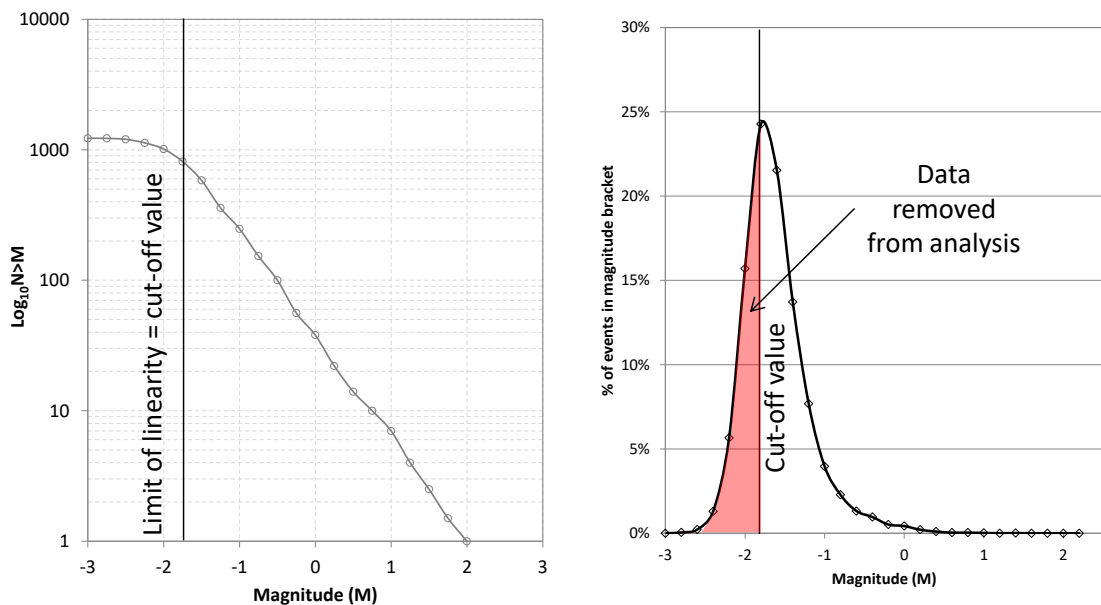 10000
1000
100
10
1
Log₁₀N>M
Limit of linearity = cut-off value
-3 -2 -1 0 1 2 3
Magnitude (M)
30%
25%
20%
15%
10%
5%
0%
% of events in magnitude bracket
Data
removed
from analysis
Cut-off value
-3 -2 -1 0 1 2
Magnitude (M)